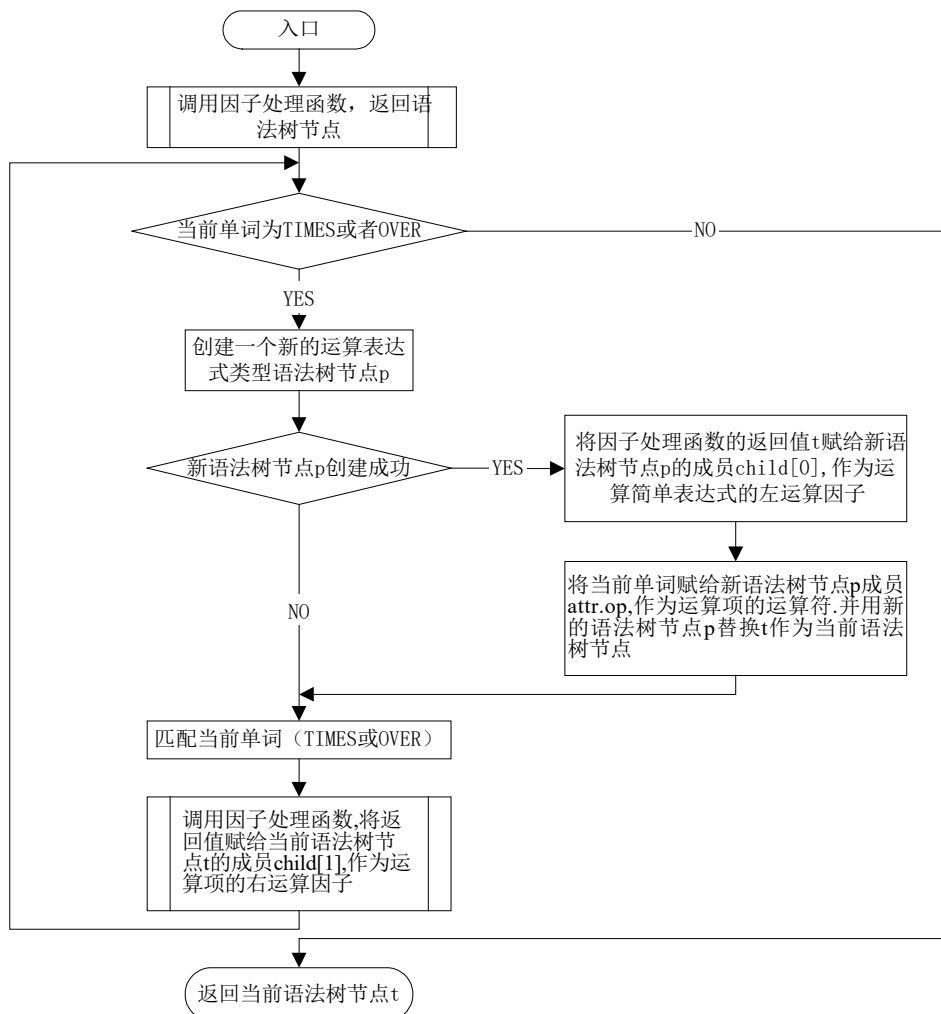 入口
调用因子处理函数，返回语
法树节点
当前单词为TIMES或者OVER
NO
YES
创建一个新的运算表达
式类型语法树节点p
新语法树节点p创建成功
YES
将因子处理函数的返回值t赋给新语
法树节点p的成员child[0],作为运
算简单表达式的左运算因子
将当前单词赋给新语法树节点p成员
attr.op,作为运算项的运算符.并用新
的语法树节点p替换t作为当前语法
树节点
NO
匹配当前单词（TIMES或OVER）
调用因子处理函数,将返
回值赋给当前语法树节
点t的成员child[1],作为运
算项的右运算因子
返回当前语法树节点t